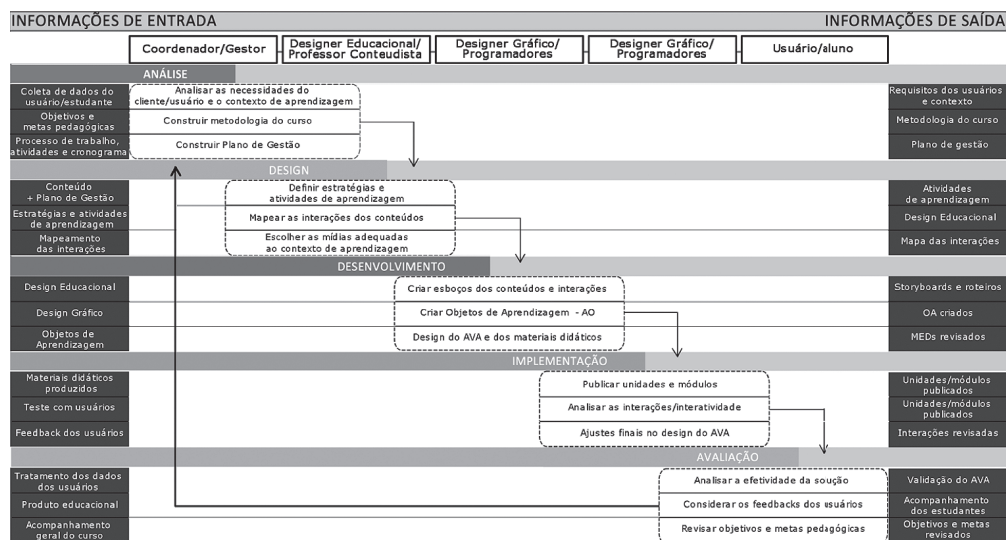 INFORMAÇÕES DE ENTRADA
INFORMAÇÕES DE SAÍDA
Coordenador/Gestor
Designer Educacional/
Professor Conteudista
Designer Gráfico/
Programadores
Designer Gráfico/
Programadores
Usuário/aluno
ANÁLISE
Coleta de dados do
usuário/estudante
Analisar as necessidades do
cliente/usuário e o contexto de aprendizagem
Requisitos dos usuários
e contexto
Objetivos e
metas pedagógicas
Construir metodologia do curso
Metodologia do curso
Processo de trabalho,
atividades e cronograma
Construir Plano de Gestão
Plano de gestão
DESIGN
Conteúdo
+ Plano de Gestão
Definir estratégias e
atividades de aprendizagem
Atividades
de aprendizagem
Estratégias e atividades
de aprendizagem
Mapear as interações dos conteúdos
Design Educacional
Mapeamento
das interações
Escolher as mídias adequadas
ao contexto de aprendizagem
Mapa das interações
DESENVOLVIMENTO
Design Educacional
Criar esboços dos conteúdos e interações
Storyboards e roteiros
Design Gráfico
Criar Objetos de Aprendizagem - AO
OA criados
Objetos de
Aprendizagem
Design do AVA e dos materiais didáticos
MEDs revisados
IMPLEMENTAÇÃO
Materiais didáticos
produzidos
Publicar unidades e módulos
Unidades/módulos
publicados
Teste com usuários
Analisar as interações/interatividade
Unidades/módulos
publicados
Feedback dos usuários
Ajustes finais no design do AVA
Interações revisadas
AVALIAÇÃO
Tratamento dos dados
dos usuários
Analisar a efetividade da soução
Validação do AVA
Produto educacional
Considerar os feedbacks dos usuários
Acompanhamento
dos estudantes
Acompanhamento
geral do curso
Revisar objetivos e metas pedagógicas
Objetivos e metas
revisados